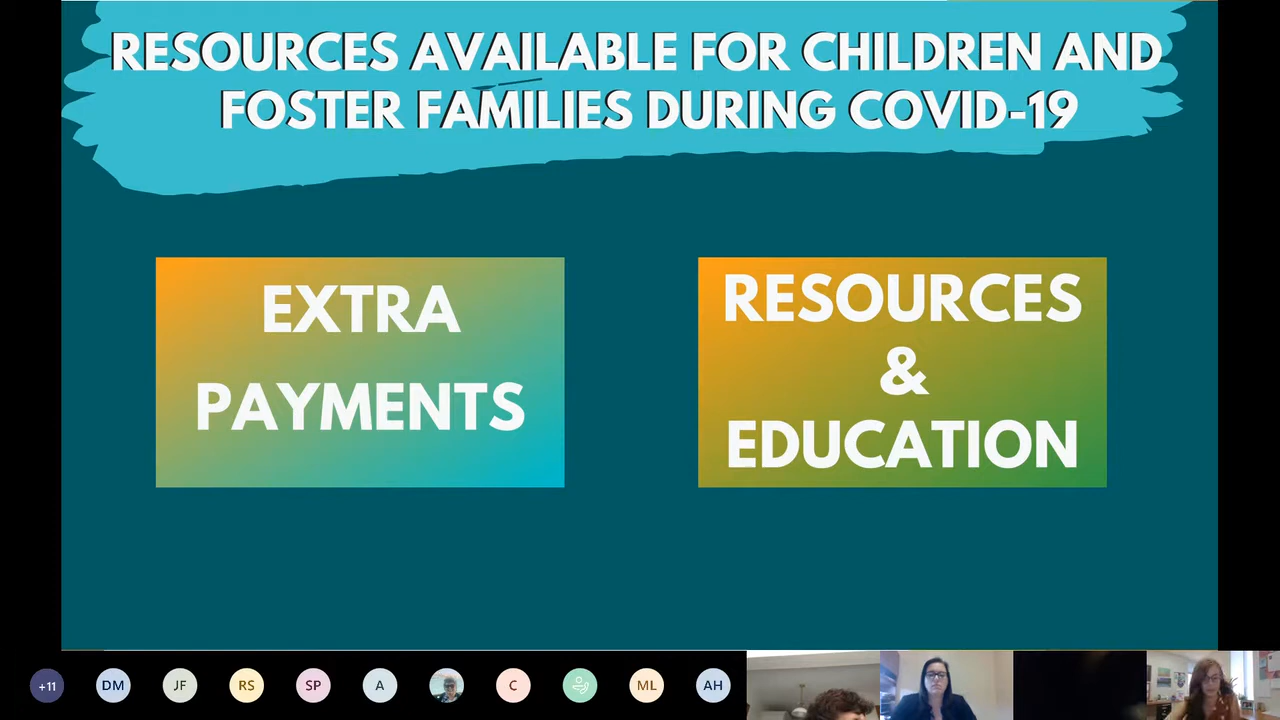 RESOURCES AVAILABLE FOR CHILDREN AND
FOSTER FAMILIES DURING COVID-19
EXTRA
PAYMENTS
RESOURCES
&
EDUCATION
+11
DM
JF
RS
SP
A
C
ML
AH